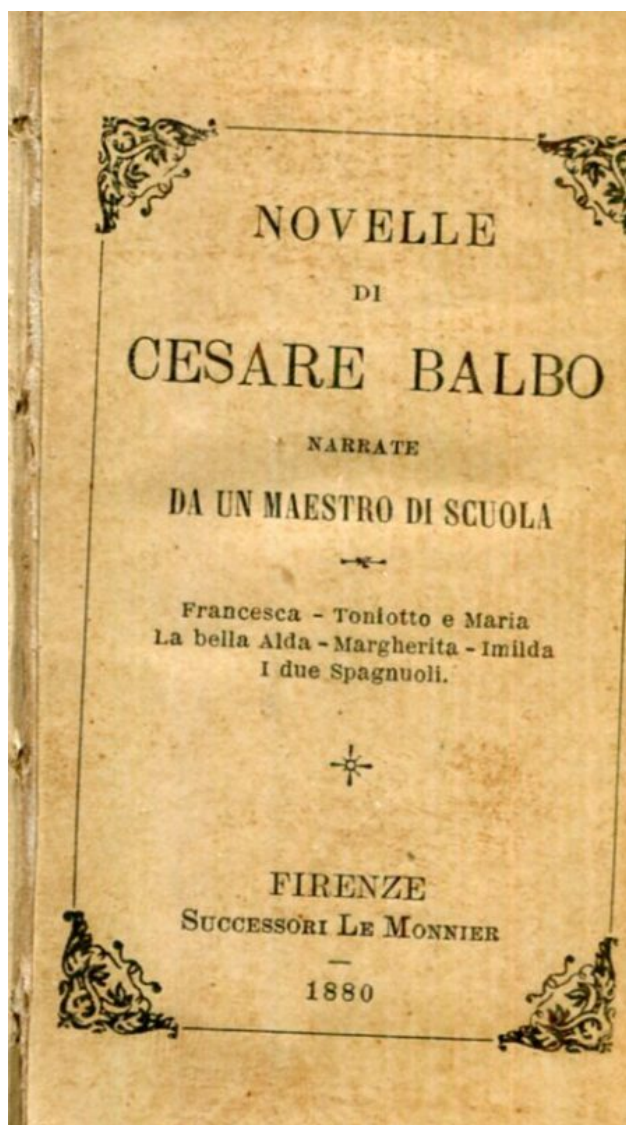 NOVELLE
DI
CESARE BALBO
NARRATE
DA UN MAESTRO DI SCUOLA
Francesca - Toniotto e Maria
La bella Alda - Margherita - Imilda
I due Spagnuoli.
FIRENZE
SUCCESSORI LE MONNIER
1880